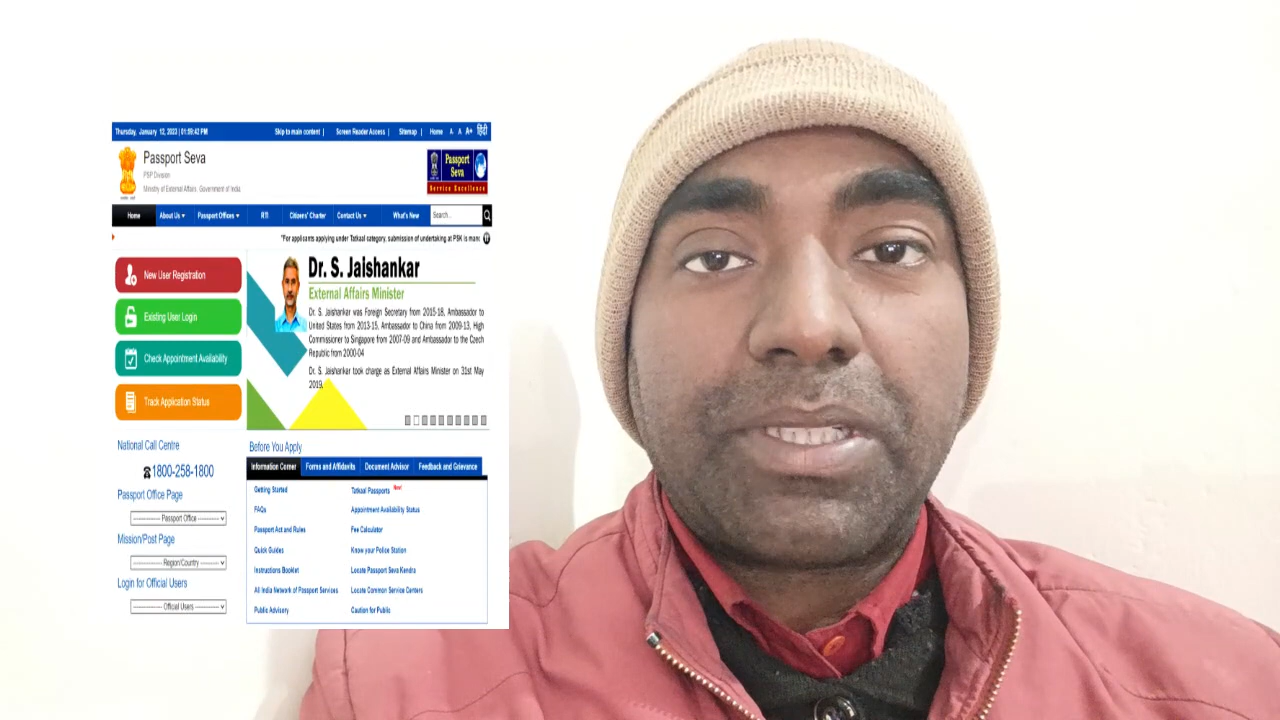 Thursday, January 12, 2023 | 01:59:42 PM
Skip to main content | Screen Reader Access | Sitemap | Home A- A A+ हिंदी
Passport Seva
PSP Division
Ministry of External Affairs, Government of India
Passport
Seva
Service Excellence
Home About Us Passport Offices RTI Citizens' Charter Contact Us What's New Search...
"For applicants applying under Tatkaal category, submission of undertaking at PSK is
New User Registration
Existing User Login
Check Appointment Availability
Track Application Status
Dr. S. Jaishankar
External Affairs Minister
Dr. S. Jaishankar was Foreign Secretary from 2015-18, Ambassador to
United States from 2013-15, Ambassador to China from 2009-13, High
Commissioner to Singapore from 2007-09 and Ambassador to the Czech
Republic from 2000-04
Dr. S. Jaishankar took charge as External Affairs Minister on 31st May
2019.
National Call Centre
1800-258-1800
Passport Office Page
Passport Office
Mission/Post Page
Region/Country
Login for Official Users
Official Users
Before You Apply
Information Corner Forms and Affidavits Document Advisor Feedback and Grievance
Getting Started Tatkaal Passports New!
FAQs Appointment Availability Status
Passport Act and Rules Fee Calculator
Quick Guides Know your Police Station
Instructions Booklet Locate Passport Seva Kendra
All India Network of Passport Services Locate Common Service Centers
Public Advisory Caution for Public